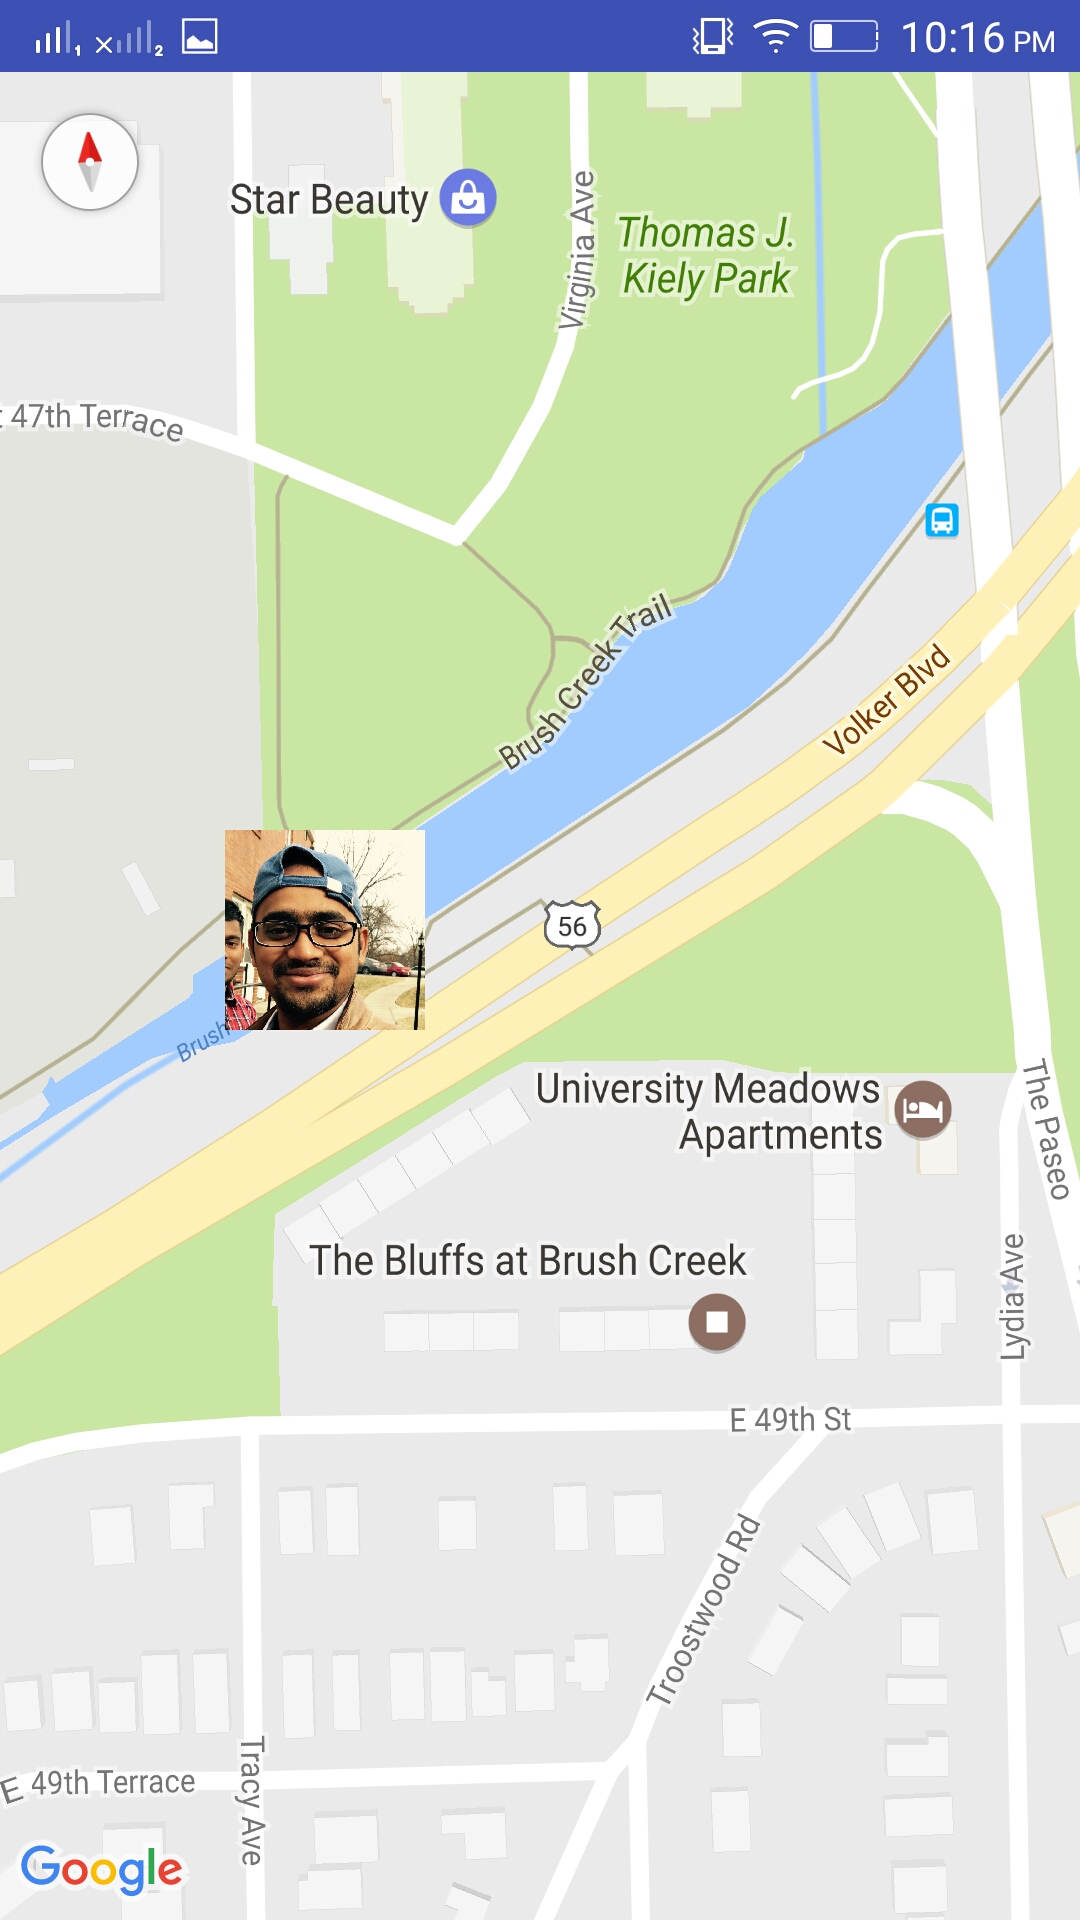 1 2 10:16 PM
Star Beauty
Virginia Ave
Thomas J.
Kiely Park
47th Terrace
Brush Creek Trail
Volker Blvd
56
Brush
University Meadows
Apartments
The Paseo
The Bluffs at Brush Creek
Lydia Ave
E 49th St
Troostwood Rd
E 49th Terrace
Tracy Ave
Google